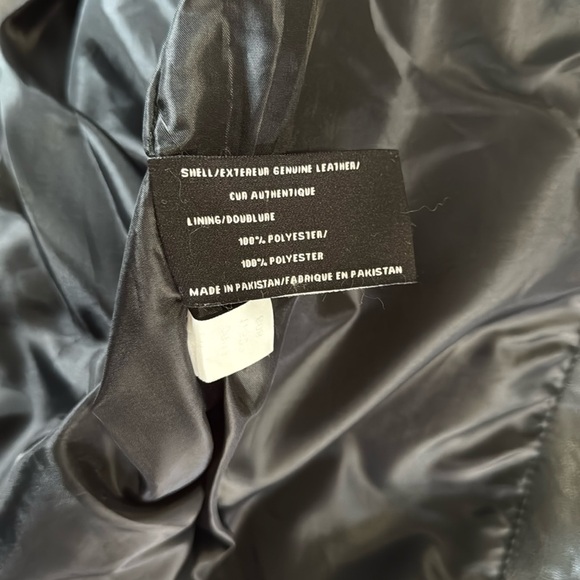 SHELL/EXTEREUR GENUINE LEATHER/
CUR AUTHENTIQUE
LINING/DOUBLURE
100% POLYESTER/
100% POLYESTER
MADE IN PAKISTAN/FABRIQUE EN PAKISTAN